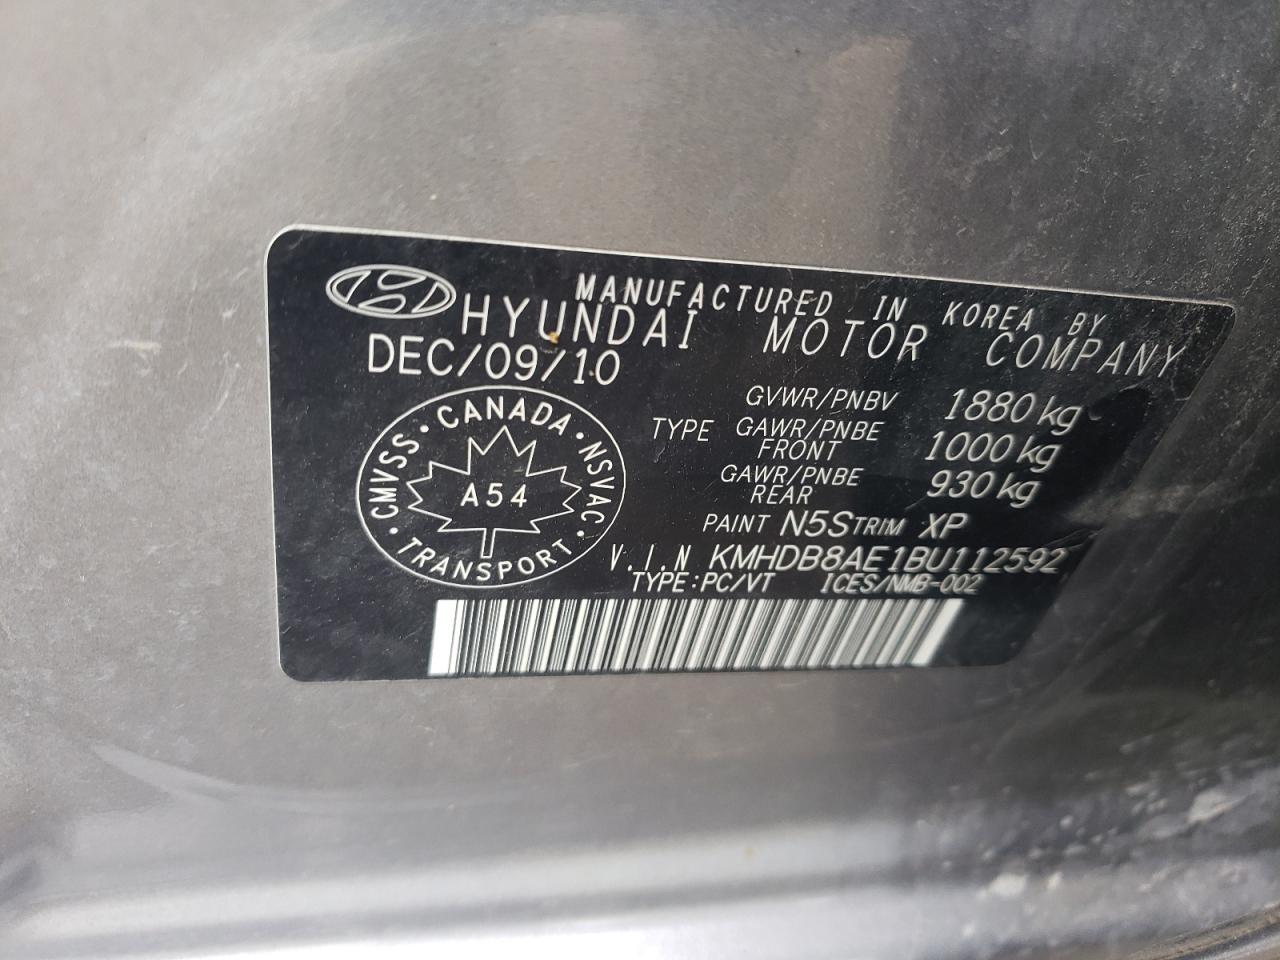 MANUFACTURED IN KOREA BY
HYUNDAI MOTOR COMPANY
DEC/09/10
CMVSS · CANADA · NSVAC · TRANSPORT ·
A54
GVWR/PNBV 1880 kg
TYPE GAWR/PNBE FRONT 1000 kg
GAWR/PNBE REAR 930 kg
PAINT N5S TRIM XP
V.I.N KMHDB8AE1BU112592
TYPE:PC/VT ICES/NMB-002